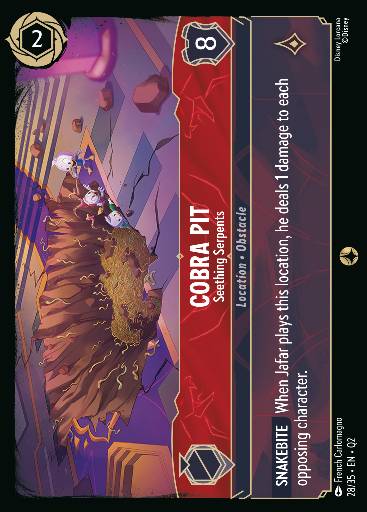 2
8
COBRA PIT
Seething Serpents
Location • Obstacle
SNAKEBITE When Jafar plays this location, he deals 1 damage to each
opposing character.
French Carlomagno
28/35 • EN • Q2
Disney Lorcana
©Disney